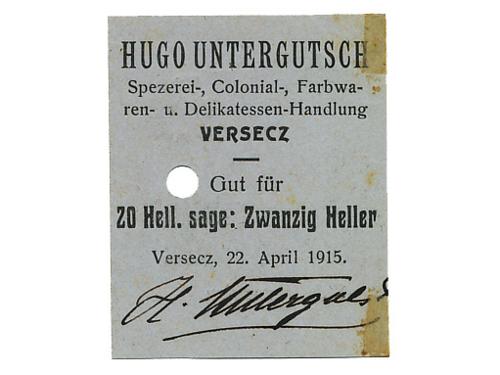 HUGO UNTERGUTSCH
Spezerei-, Colonial-, Farbwa-
ren- u. Delikatessen-Handlung
VERSECZ
Gut für
20 Hell. sage: Zwanzig Heller
Versecz, 22. April 1915.
H. Untergutsch